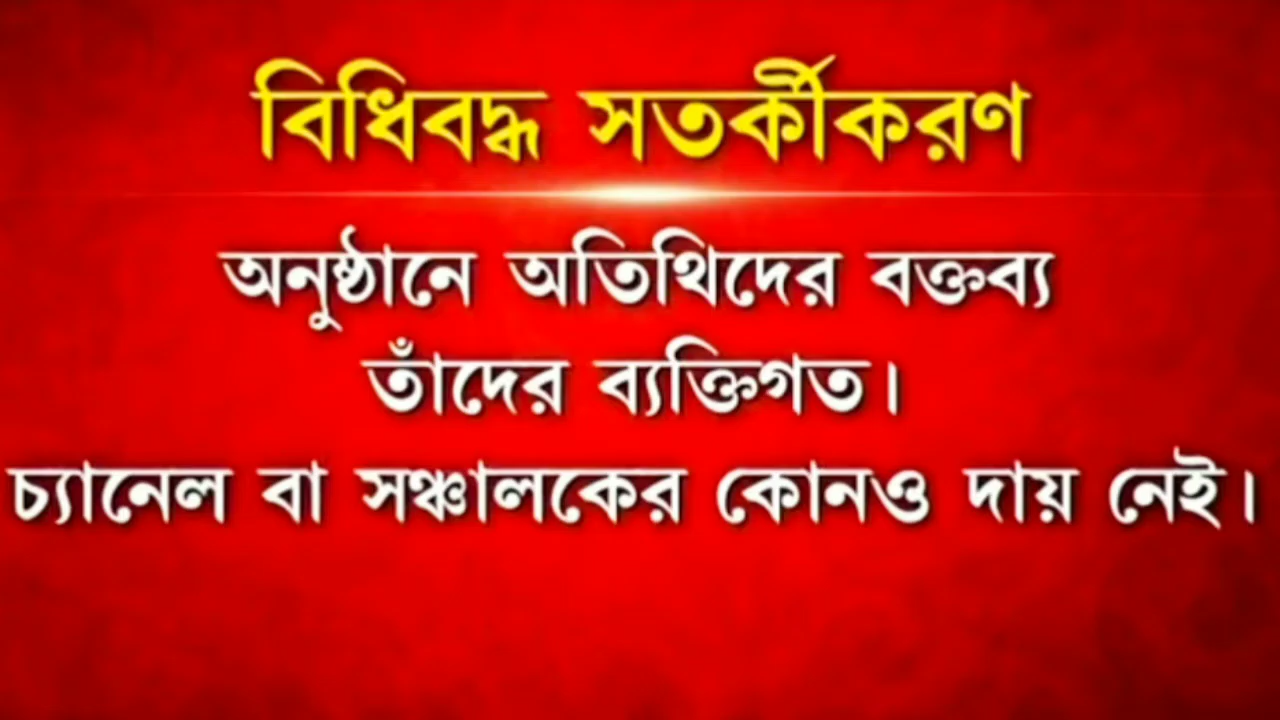 বিধিবদ্ধ সতর্কীকরণ
অনুষ্ঠানে অতিথিদের বক্তব্য
তাঁদের ব্যক্তিগত।
চ্যানেল বা সঞ্চালকের কোনও দায় নেই।